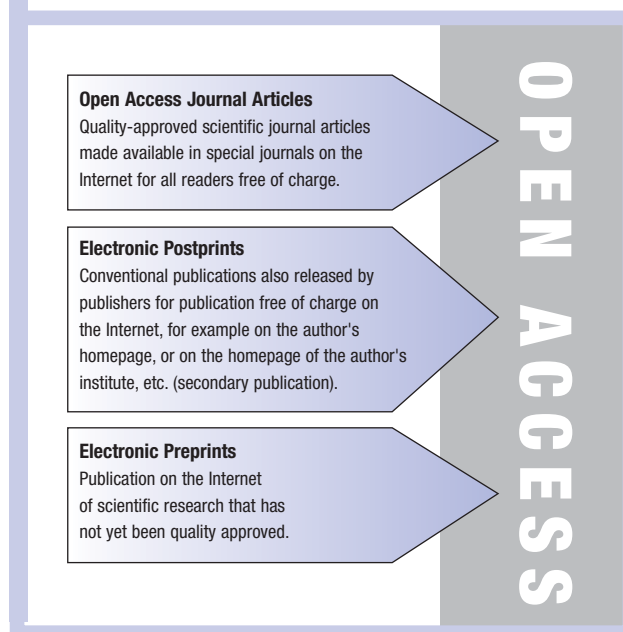 Open Access Journal Articles
Quality-approved scientific journal articles
made available in special journals on the
Internet for all readers free of charge.
Electronic Postprints
Conventional publications also released by
publishers for publication free of charge on
the Internet, for example on the author's
homepage, or on the homepage of the author's
institute, etc. (secondary publication).
Electronic Preprints
Publication on the Internet
of scientific research that has
not yet been quality approved.
OPEN ACCESS